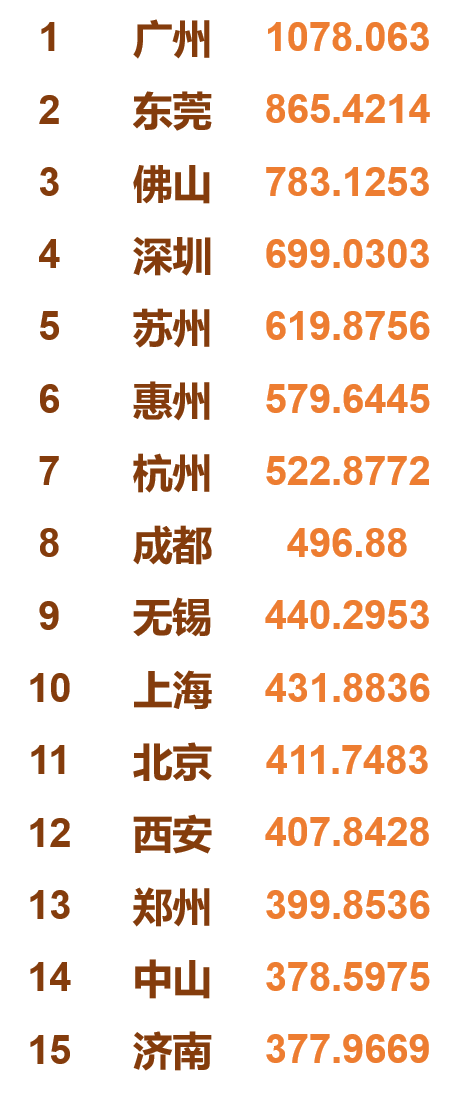 1 广州 1078.063
2 东莞 865.4214
3 佛山 783.1253
4 深圳 699.0303
5 苏州 619.8756
6 惠州 579.6445
7 杭州 522.8772
8 成都 496.88
9 无锡 440.2953
10 上海 431.8836
11 北京 411.7483
12 西安 407.8428
13 郑州 399.8536
14 中山 378.5975
15 济南 377.9669